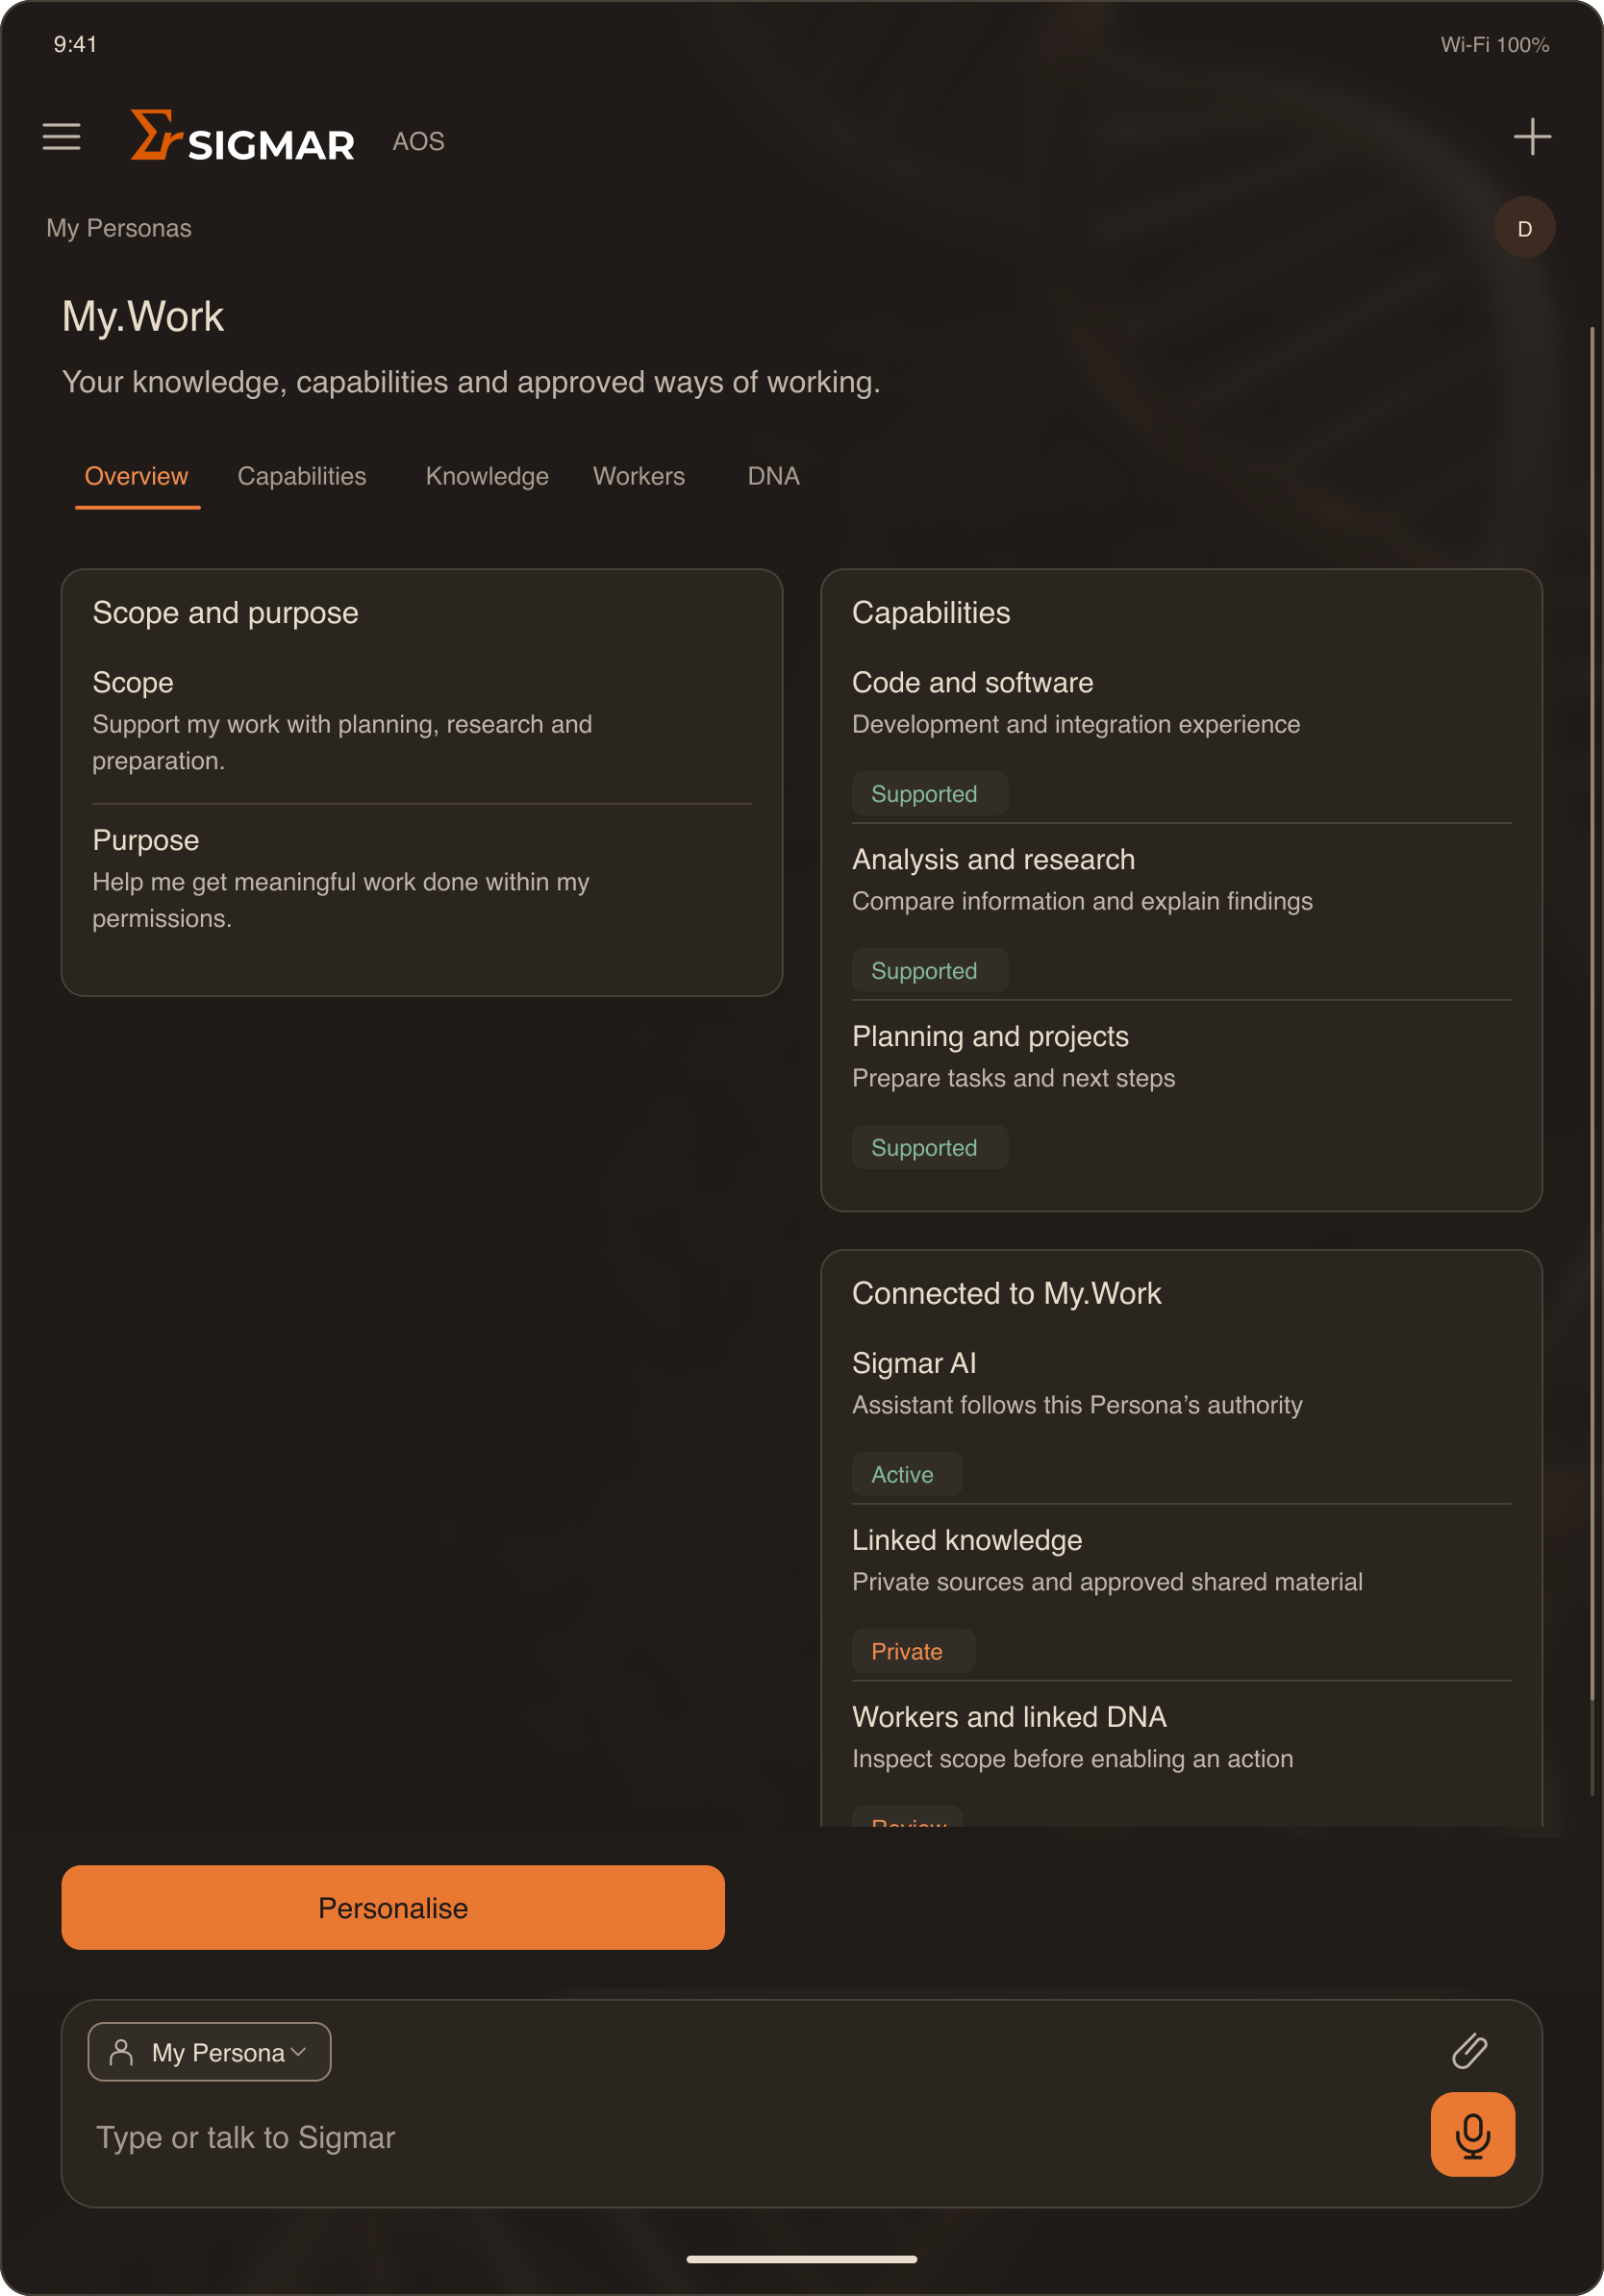 9:41
Wi-Fi 100%
Σr SIGMAR AOS
My Personas
D
My.Work
Your knowledge, capabilities and approved ways of working.
Overview Capabilities Knowledge Workers DNA
Scope and purpose
Scope
Support my work with planning, research and
preparation.
Purpose
Help me get meaningful work done within my
permissions.
Capabilities
Code and software
Development and integration experience
Supported
Analysis and research
Compare information and explain findings
Supported
Planning and projects
Prepare tasks and next steps
Supported
Connected to My.Work
Sigmar AI
Assistant follows this Persona’s authority
Active
Linked knowledge
Private sources and approved shared material
Private
Workers and linked DNA
Inspect scope before enabling an action
Review
Personalise
My Persona
Type or talk to Sigmar